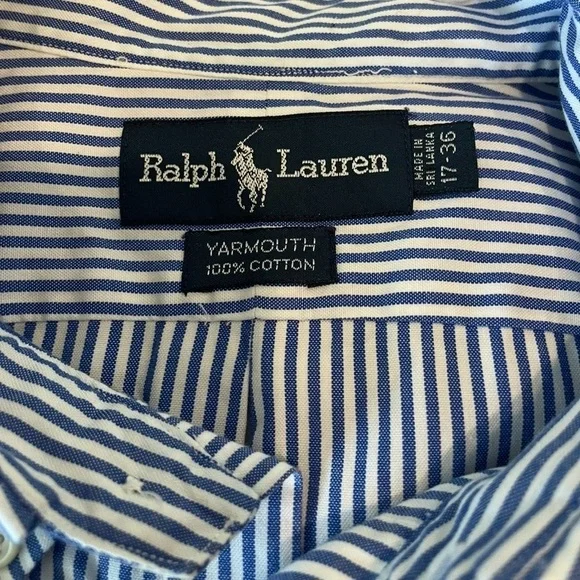 Ralph Lauren
MADE IN
SRI LANKA
17-36
YARMOUTH
100% COTTON